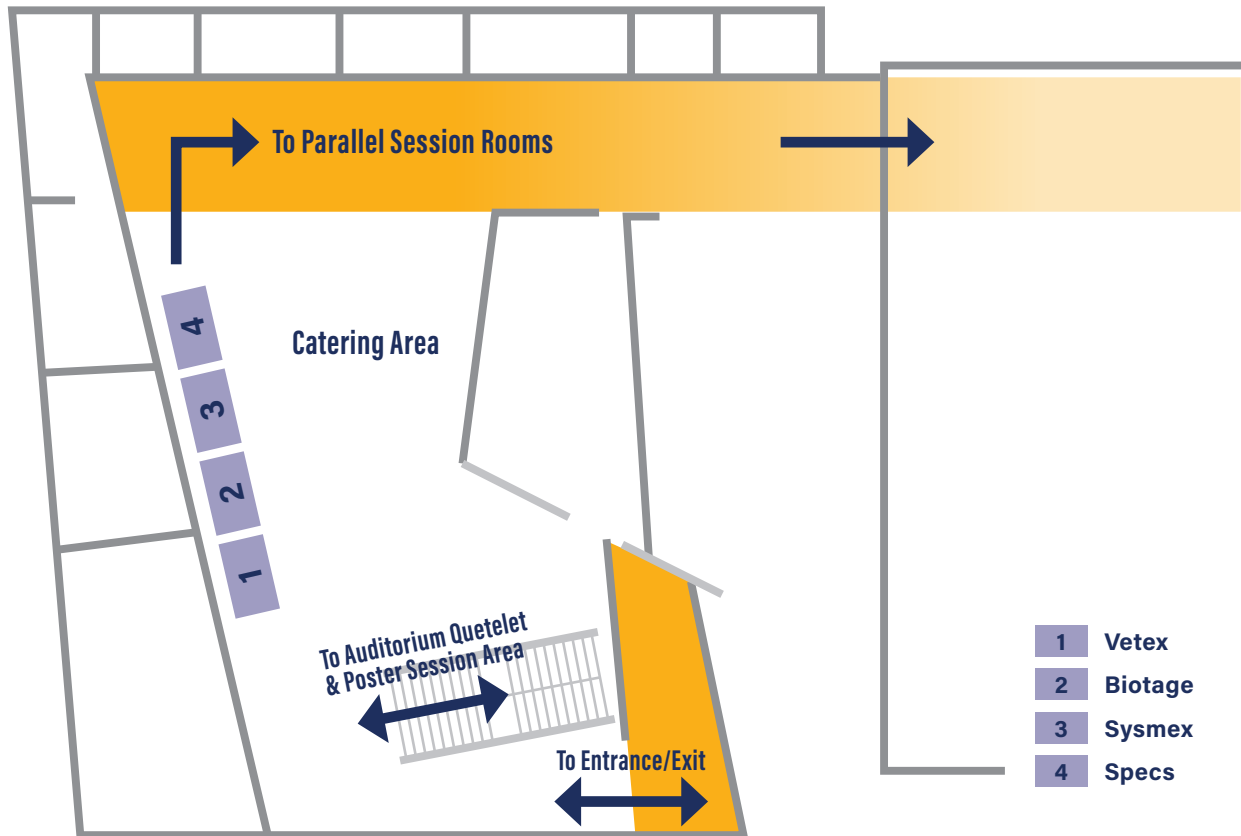 To Parallel Session Rooms
Catering Area
4
3
2
1
To Auditorium Quetelet
& Poster Session Area
To Entrance/Exit
1 Vetex
2 Biotage
3 Sysmex
4 Specs